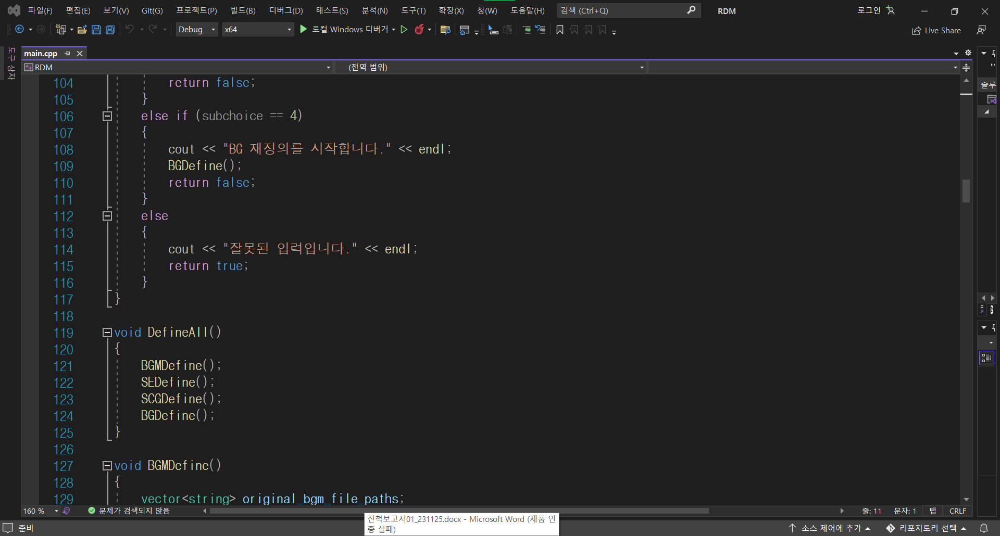 파일(F) 편집(E) 보기(V) Git(G) 프로젝트(P) 빌드(B) 디버그(D) 테스트(S) 분석(N) 도구(T) 확장(X) 창(W) 도움말(H) 검색 (Ctrl+Q) RDM 로그인
Debug x64 로컬 Windows 디버거 Live Share
도구 상자
main.cpp
RDM (전역 범위)
솔루
104 return false;
105 }
106 else if (subchoice == 4)
107 {
108 cout << "BG 재정의를 시작합니다." << endl;
109 BGDefine();
110 return false;
111 }
112 else
113 {
114 cout << "잘못된 입력입니다." << endl;
115 return true;
116 }
117 }
118
119 void DefineAll()
120 {
121 BGMDefine();
122 SEDefine();
123 SCGDefine();
124 BGDefine();
125 }
126
127 void BGMDefine()
128 {
129 vector<string> original_bgm_file_paths;
160 % 문제가 검색되지 않음 줄: 11 문자: 1 탭 CRLF
진척보고서01_231125.docx - Microsoft Word (제품 인
증 실패)
준비 소스 제어에 추가 리포지토리 선택